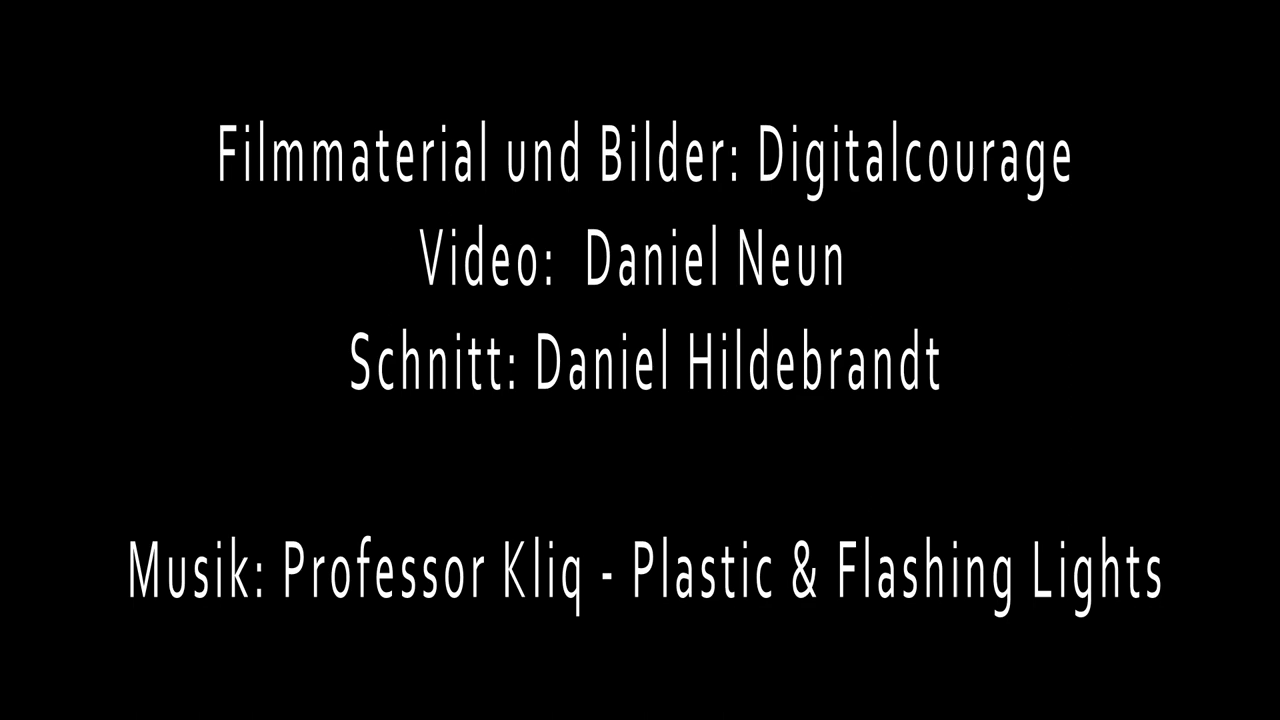 Filmmaterial und Bilder: Digitalcourage
Video:  Daniel Neun
Schnitt: Daniel Hildebrandt
Musik: Professor Kliq - Plastic & Flashing Lights